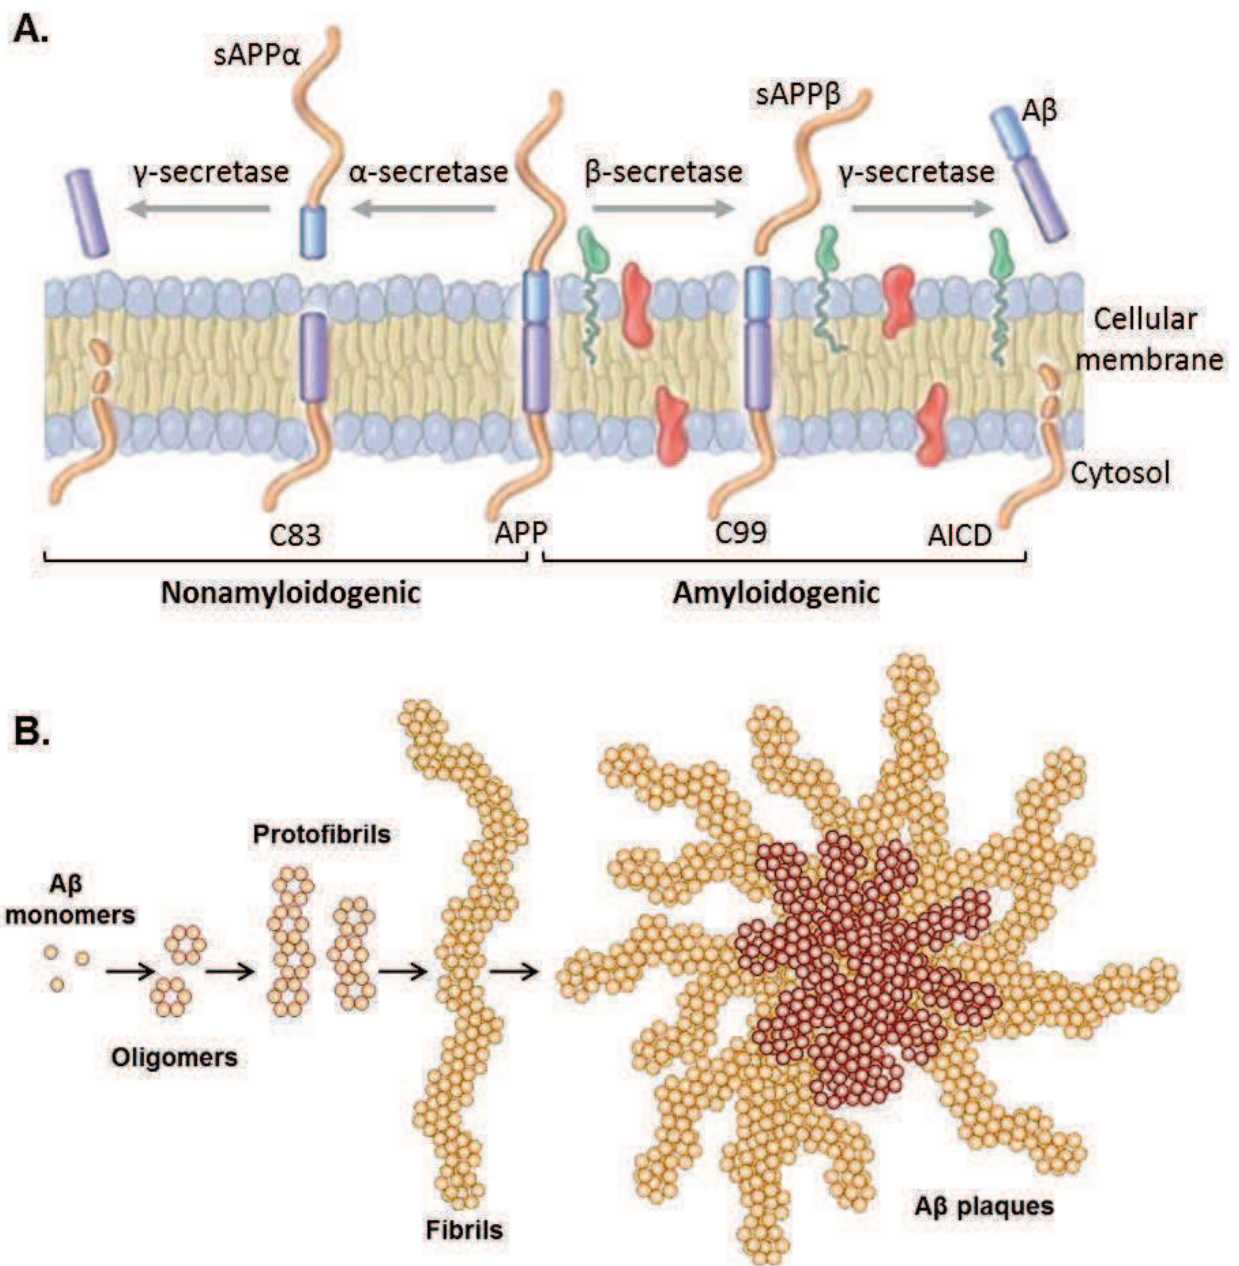 A.
sAPPα
sAPPβ
Aβ
γ-secretase
α-secretase
β-secretase
γ-secretase
Cellular
membrane
Cytosol
C83
APP
C99
AICD
Nonamyloidogenic
Amyloidogenic
B.
Protofibrils
Aβ
monomers
Oligomers
Fibrils
Aβ plaques